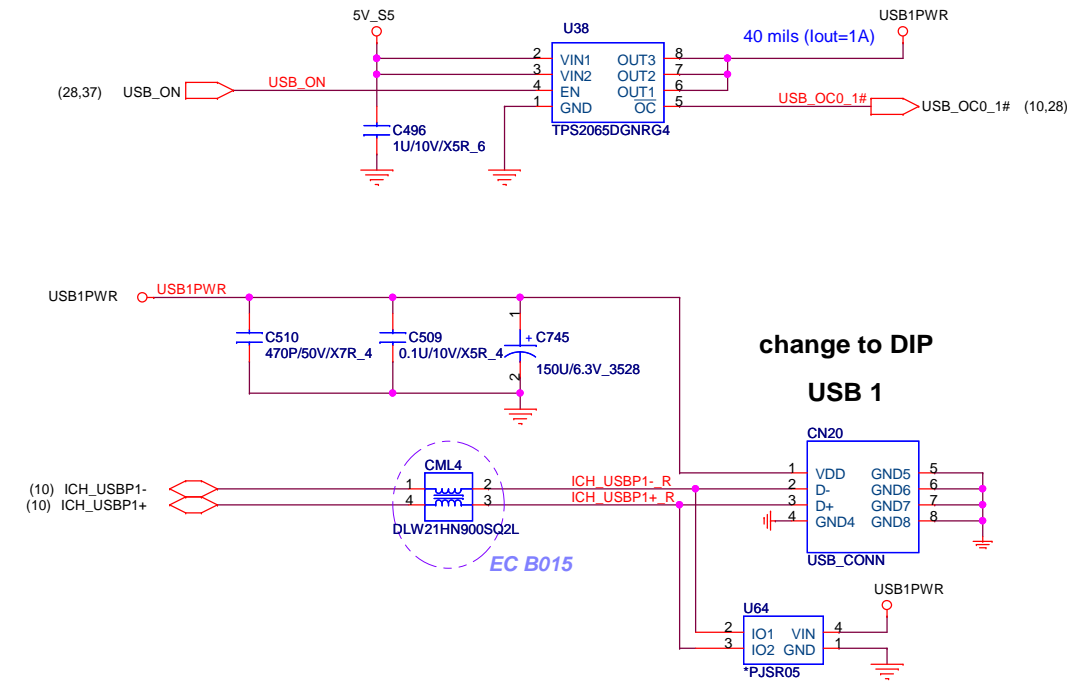 5V_S5
U38
USB1PWR
40 mils (Iout=1A)
2 VIN1 OUT3 8
3 VIN2 OUT2 7
(28,37) USB_ON USB_ON 4 EN OUT1 6
1 GND OC 5 USB_OC0_1# USB_OC0_1# (10,28)
TPS2065DGNRG4
C496
1U/10V/X5R_6
USB1PWR USB1PWR
C510
470P/50V/X7R_4
C509
0.1U/10V/X5R_4
1
+ C745
2
150U/6.3V_3528
change to DIP
USB 1
CN20
CML4
1 VDD GND5 5
(10) ICH_USBP1- 1 2 ICH_USBP1-_R 2 D- GND6 6
(10) ICH_USBP1+ 4 3 ICH_USBP1+_R 3 D+ GND7 7
4 GND4 GND8 8
DLW21HN900SQ2L
EC B015
USB_CONN
USB1PWR
U64
2 IO1 VIN 4
3 IO2 GND 1
*PJSR05